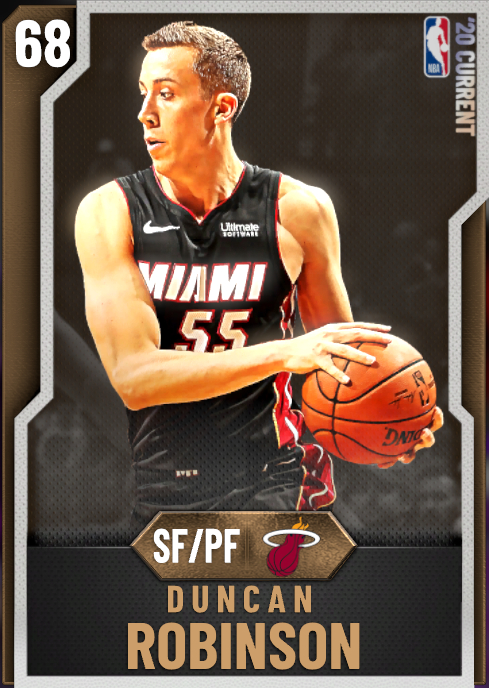 68
'20 CURRENT
NBA
Ultimate
SOFTWARE
MIAMI
55
SF/PF
DUNCAN
ROBINSON